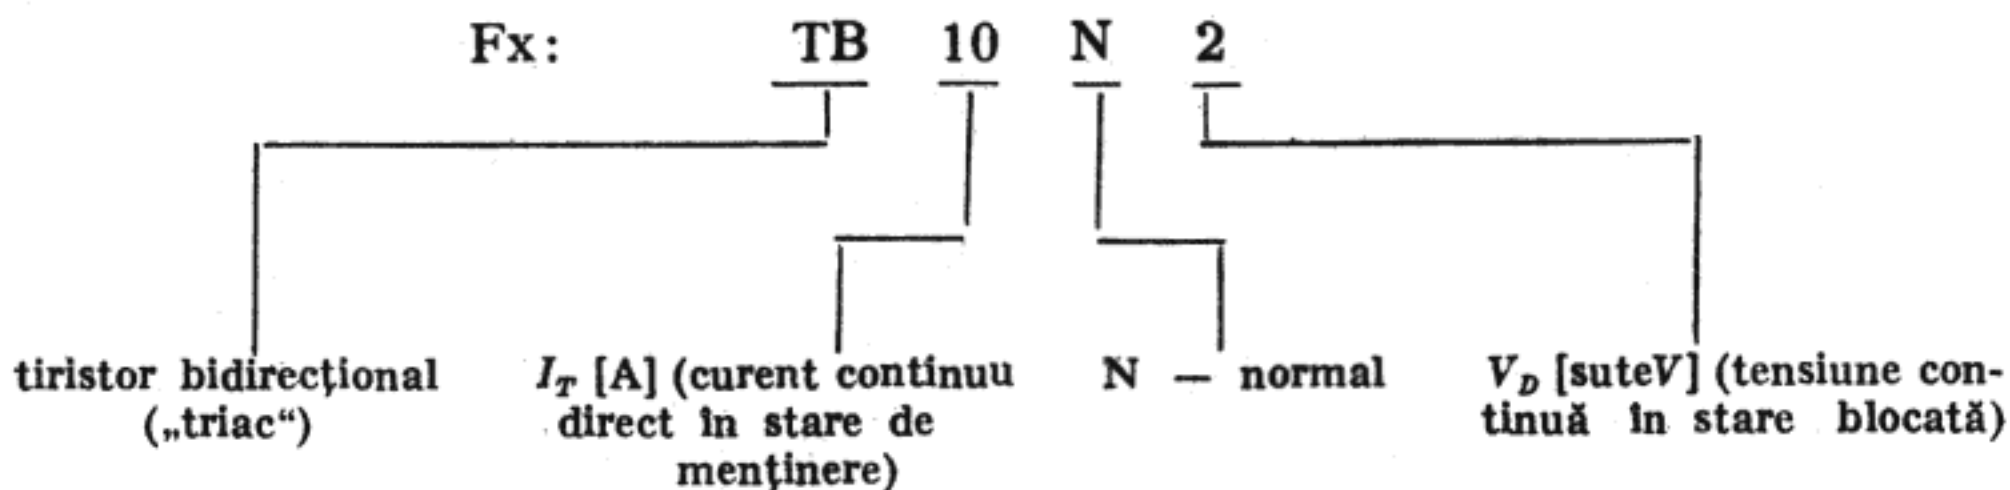 Fx: TB 10 N 2
tiristor bidirecţional
(„triac“)
I_T [A] (curent continuu
direct în stare de
menţinere)
N — normal
V_D [suteV] (tensiune con-
tinuă în stare blocată)